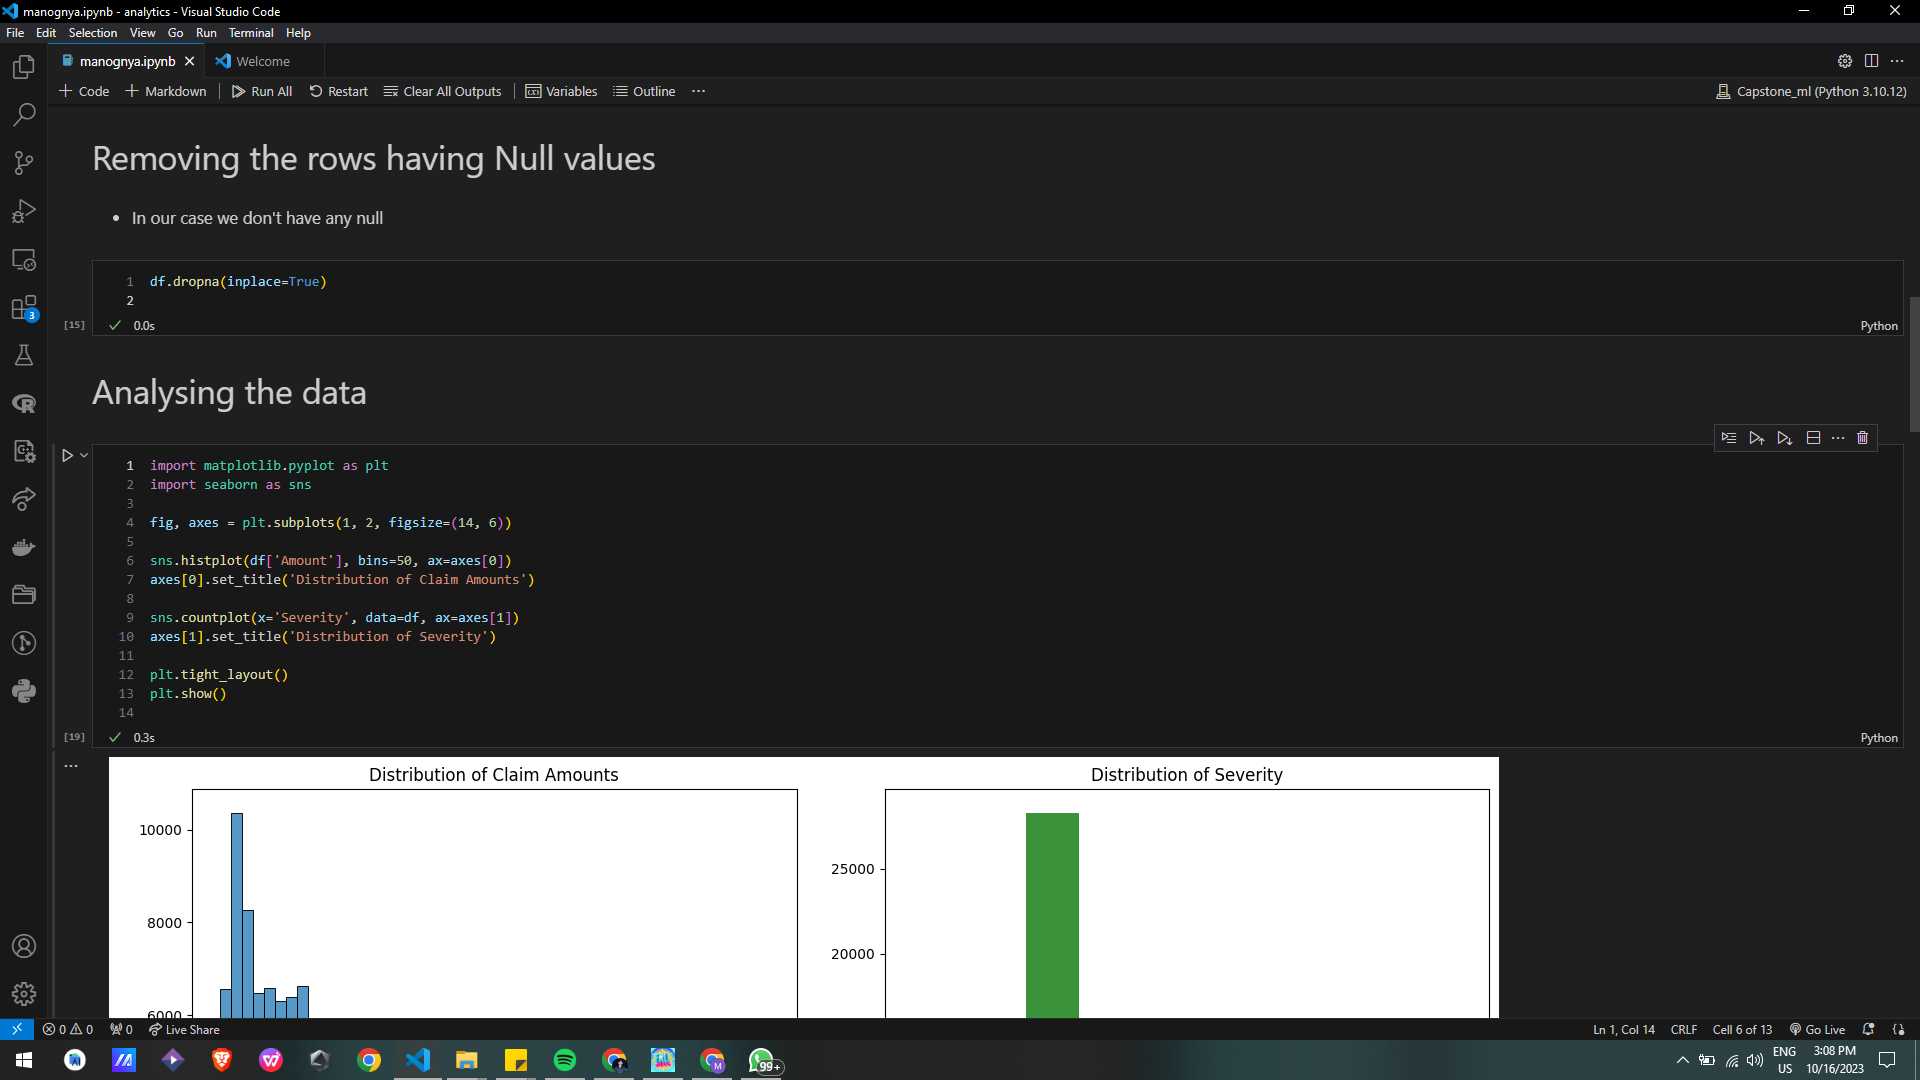 manognya.ipynb - analytics - Visual Studio Code
File Edit Selection View Go Run Terminal Help
manognya.ipynb Welcome
Code Markdown Run All Restart Clear All Outputs Variables Outline ... Capstone_ml (Python 3.10.12)
Removing the rows having Null values
• In our case we don't have any null
1 df.dropna(inplace=True)
2
[15] 0.0s Python
3
Analysing the data
1 import matplotlib.pyplot as plt
2 import seaborn as sns
3
4 fig, axes = plt.subplots(1, 2, figsize=(14, 6))
5
6 sns.histplot(df['Amount'], bins=50, ax=axes[0])
7 axes[0].set_title('Distribution of Claim Amounts')
8
9 sns.countplot(x='Severity', data=df, ax=axes[1])
10 axes[1].set_title('Distribution of Severity')
11
12 plt.tight_layout()
13 plt.show()
14
[19] 0.3s Python
...
Distribution of Claim Amounts Distribution of Severity
10000
25000
8000
20000
6000
0 0 0 Live Share Ln 1, Col 14 CRLF Cell 6 of 13 Go Live
99+
ENG
US
3:08 PM
10/16/2023